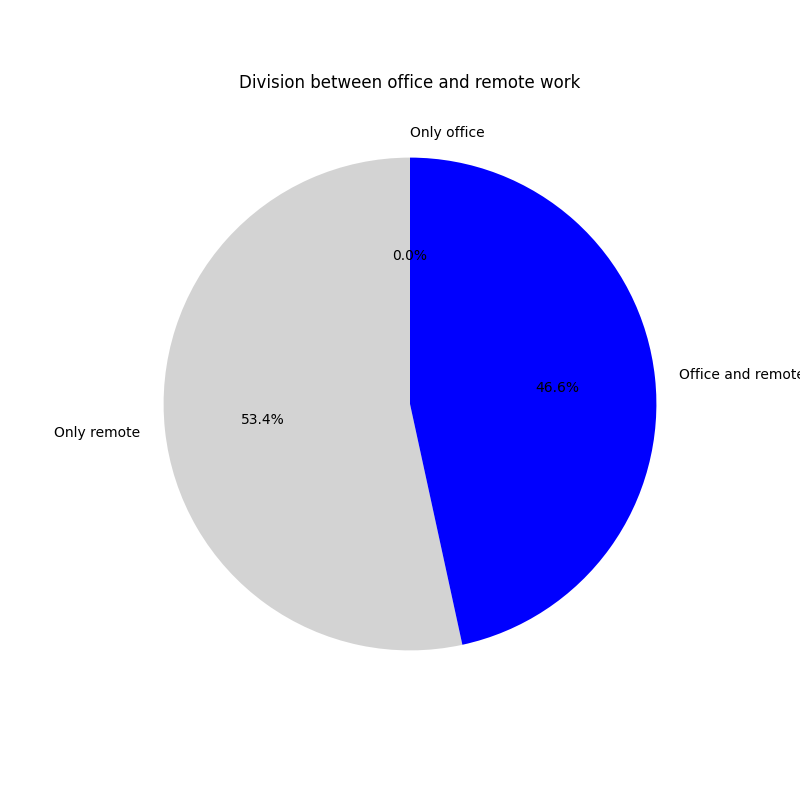 Division between office and remote work
Only office
0.0%
Office and remote
46.6%
53.4%
Only remote